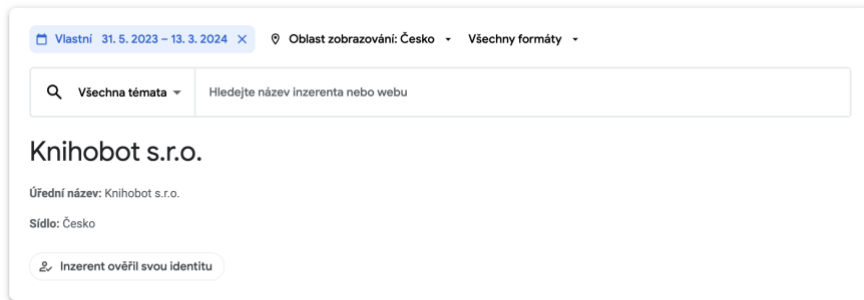 Vlastní 31. 5. 2023 – 13. 3. 2024 Oblast zobrazování: Česko Všechny formáty
Všechna témata Hledejte název inzerenta nebo webu
Knihobot s.r.o.
Úřední název: Knihobot s.r.o.
Sídlo: Česko
Inzerent ověřil svou identitu